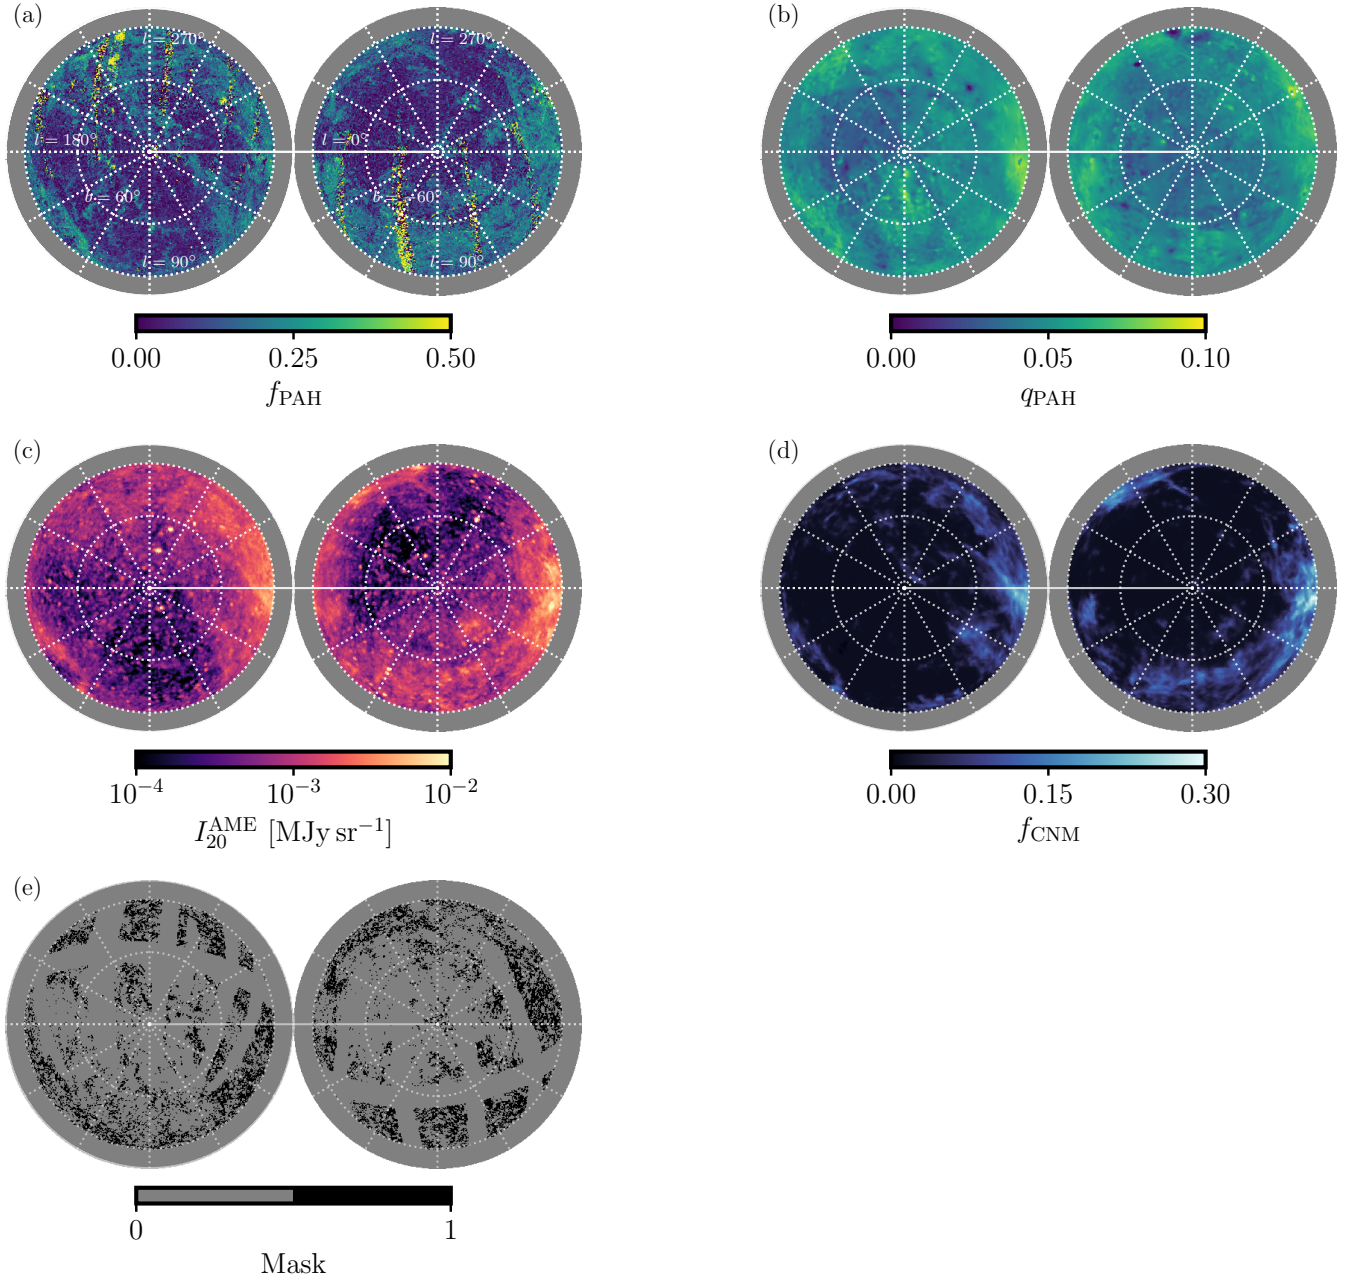 (a)
l = 270°
l = 270°
l = 180°
l = 0°
b = 60°
b = -60°
l = 90°
l = 90°
0.00 0.25 0.50
f_PAH
(b)
0.00 0.05 0.10
q_PAH
(c)
10^{-4} 10^{-3} 10^{-2}
I_{20}^{AME} [MJy sr^{-1}]
(d)
0.00 0.15 0.30
f_CNM
(e)
0 1
Mask